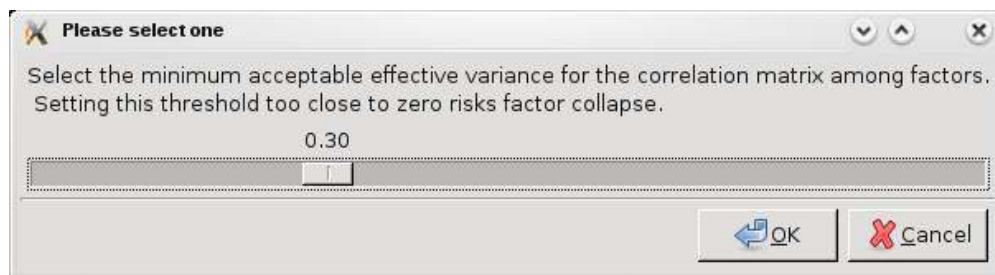 Please select one
Select the minimum acceptable effective variance for the correlation matrix among factors.
Setting this threshold too close to zero risks factor collapse.
0.30
OK
Cancel